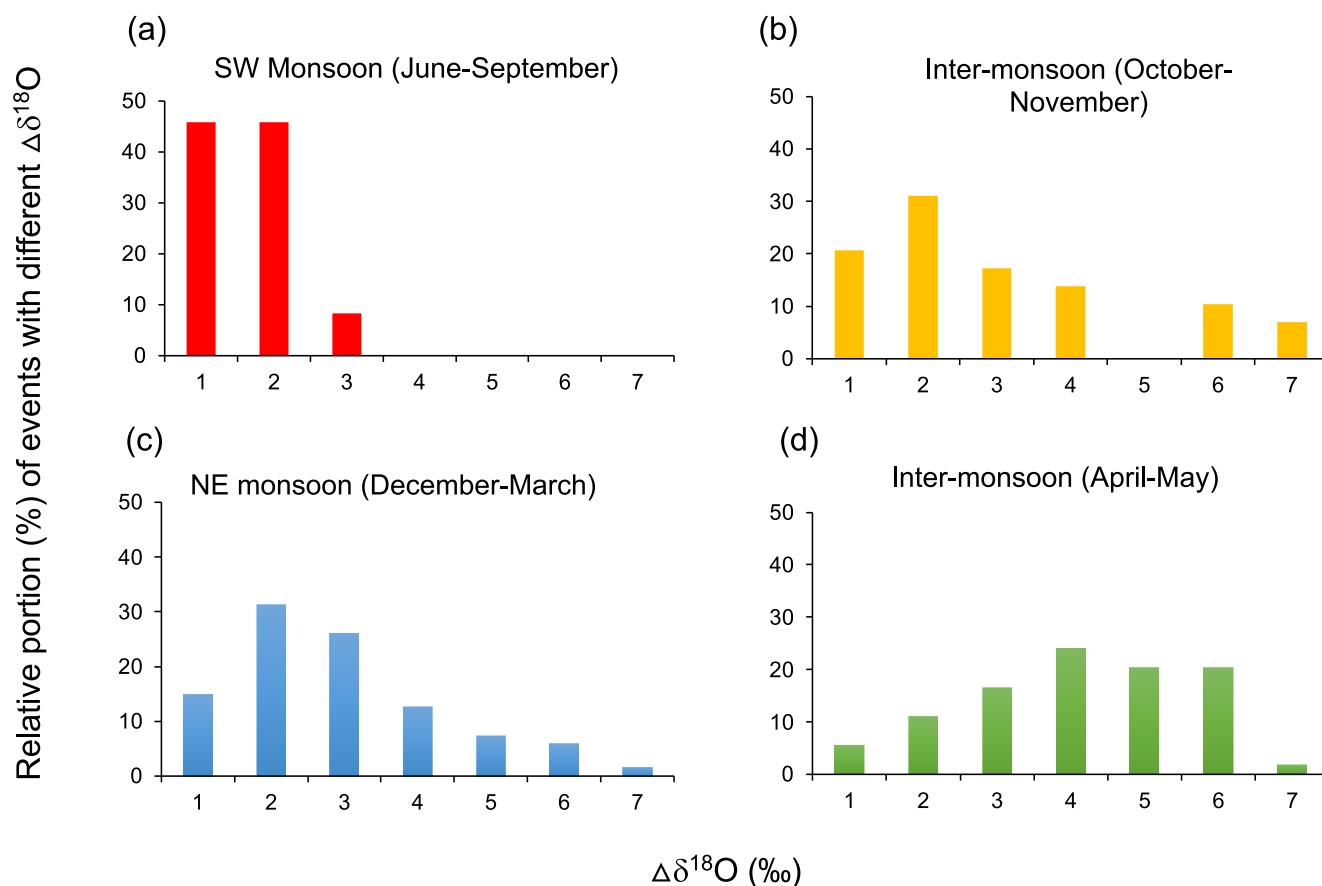 Relative portion (%) of events with different Δδ¹⁸O
(a)
SW Monsoon (June-September)
50
40
30
20
10
0
1 2 3 4 5 6 7
(b)
Inter-monsoon (October-
November)
50
40
30
20
10
0
1 2 3 4 5 6 7
(c)
NE monsoon (December-March)
50
40
30
20
10
0
1 2 3 4 5 6 7
(d)
Inter-monsoon (April-May)
50
40
30
20
10
0
1 2 3 4 5 6 7
Δδ¹⁸O (‰)